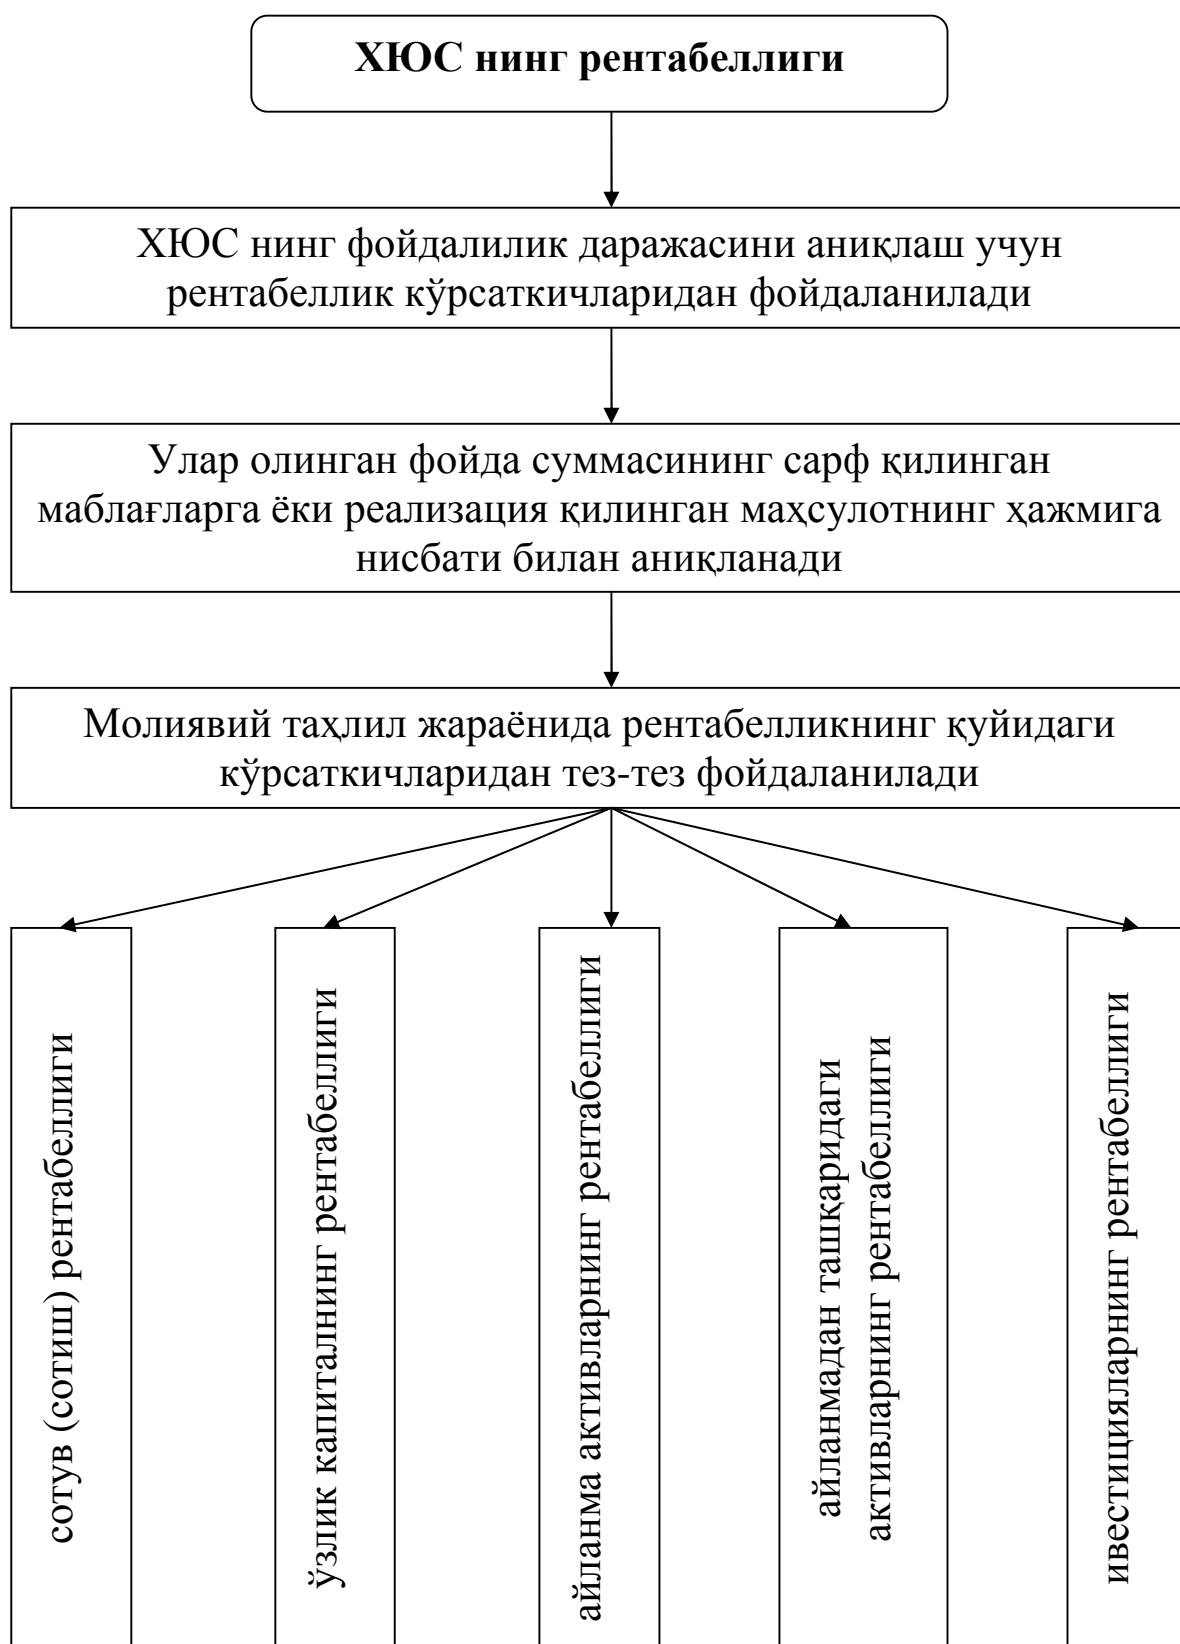 ХЮС нинг рентабеллиги
ХЮС нинг фойдалилик даражасини аниқлаш учун
рентабеллик кўрсаткичларидан фойдаланилади
Улар олинган фойда суммасининг сарф қилинган
маблағларга ёки реализация қилинган маҳсулотнинг ҳажмига
нисбати билан аниқланади
Молиявий таҳлил жараёнида рентабелликнинг қуйидаги
кўрсаткичларидан тез-тез фойдаланилади
сотув (сотиш) рентабеллиги
ўзлик капиталнинг рентабеллиги
айланма активларнинг рентабеллиги
айланмадан ташқаридаги
активларнинг рентабеллиги
ивестицияларнинг рентабеллиги